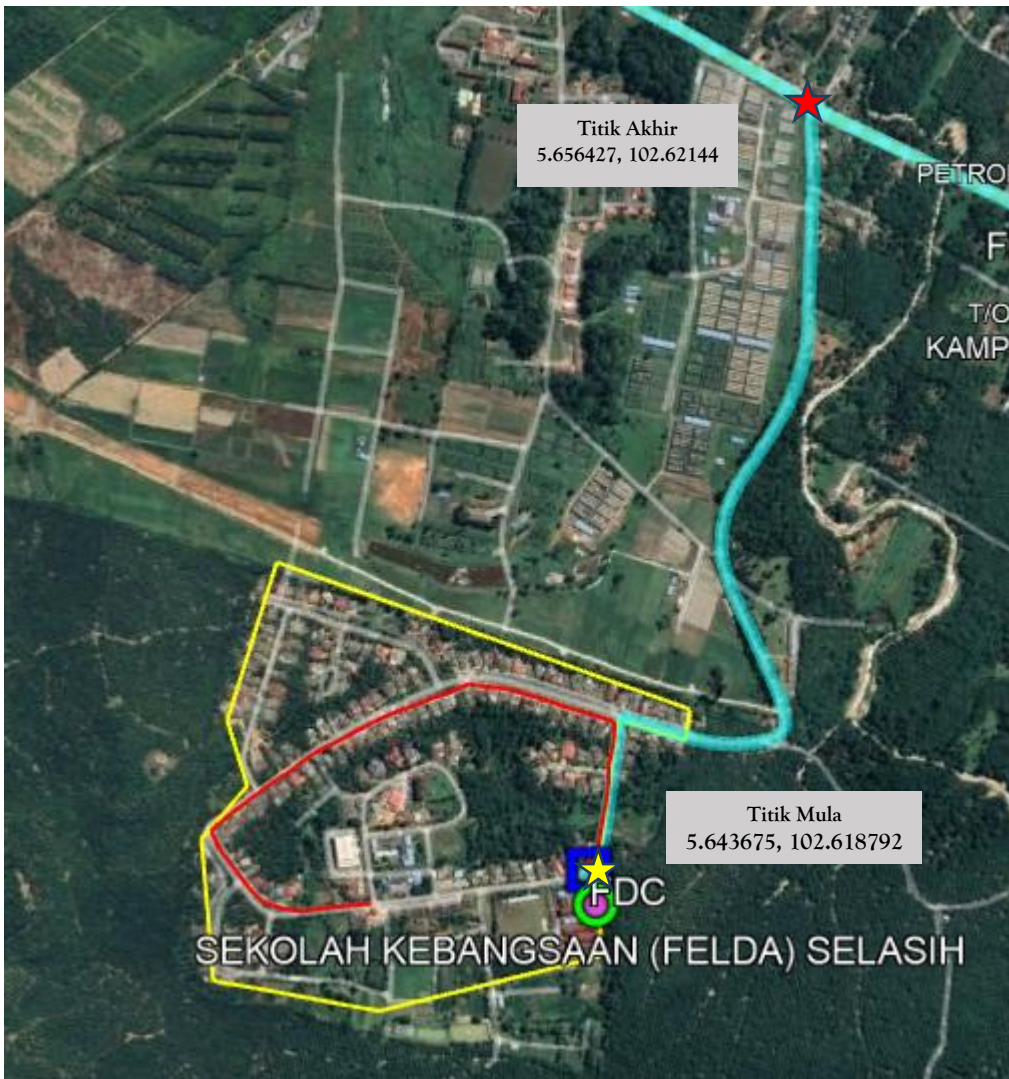 Titik Akhir
5.656427, 102.62144
PETRO
F
T/O
KAMP
Titik Mula
5.643675, 102.618792
FDC
SEKOLAH KEBANGSAAN (FELDA) SELASIH